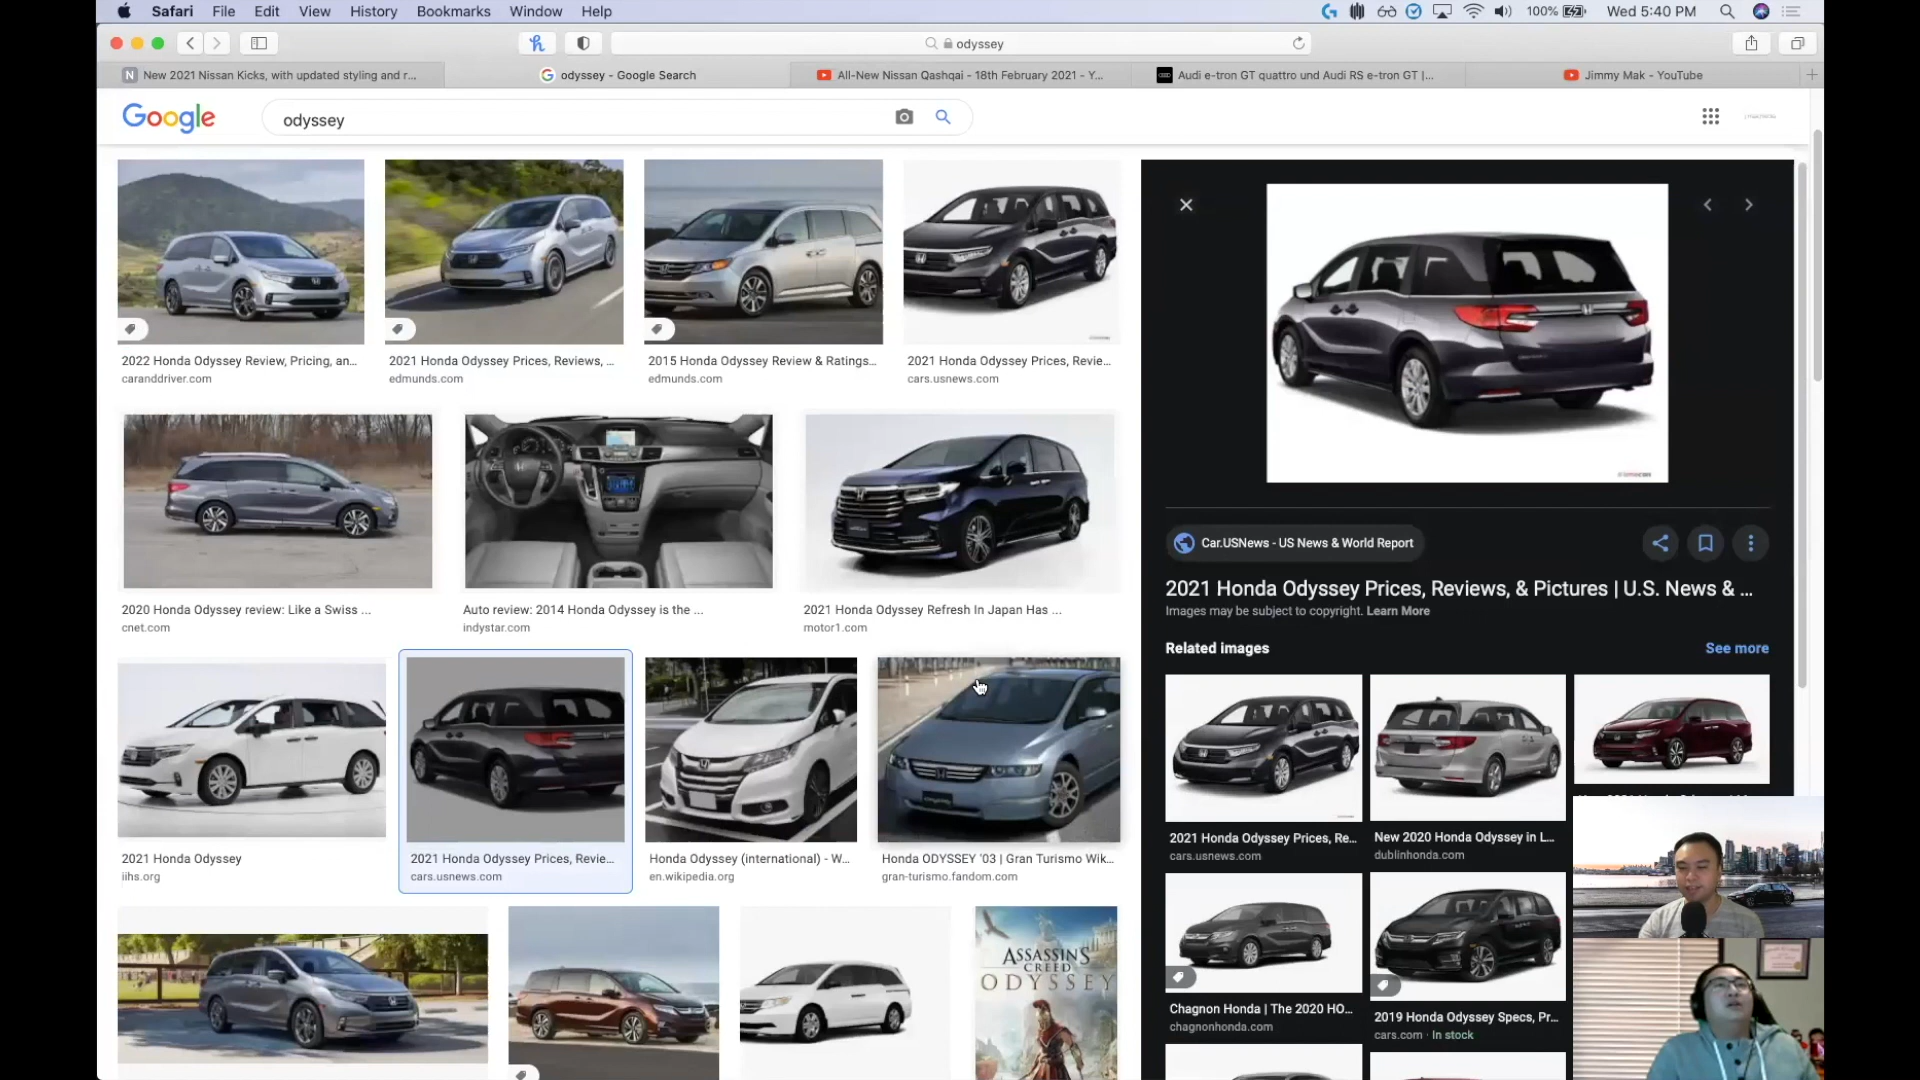 Safari File Edit View History Bookmarks Window Help
100% Wed 5:40 PM
odyssey
New 2021 Nissan Kicks, with updated styling and r...
odyssey - Google Search
All-New Nissan Qashqai - 18th February 2021 - Y...
Audi e-tron GT quattro und Audi RS e-tron GT |...
Jimmy Mak - YouTube
Google
odyssey
2022 Honda Odyssey Review, Pricing, an...
caranddriver.com
2021 Honda Odyssey Prices, Reviews, ...
edmunds.com
2015 Honda Odyssey Review & Ratings...
edmunds.com
2021 Honda Odyssey Prices, Revie...
cars.usnews.com
2020 Honda Odyssey review: Like a Swiss ...
cnet.com
Auto review: 2014 Honda Odyssey is the ...
indystar.com
2021 Honda Odyssey Refresh In Japan Has ...
motor1.com
2021 Honda Odyssey
iihs.org
2021 Honda Odyssey Prices, Revie...
cars.usnews.com
Honda Odyssey (international) - W...
en.wikipedia.org
Honda ODYSSEY '03 | Gran Turismo Wik...
gran-turismo.fandom.com
ASSASSIN'S
CREED
ODYSSEY
Car.USNews - US News & World Report
2021 Honda Odyssey Prices, Reviews, & Pictures | U.S. News & ...
Images may be subject to copyright. Learn More
Related images
See more
2021 Honda Odyssey Prices, Re...
cars.usnews.com
New 2020 Honda Odyssey in L...
dublinhonda.com
Chagnon Honda | The 2020 HO...
chagnonhonda.com
2019 Honda Odyssey Specs, Pr...
cars.com · In stock